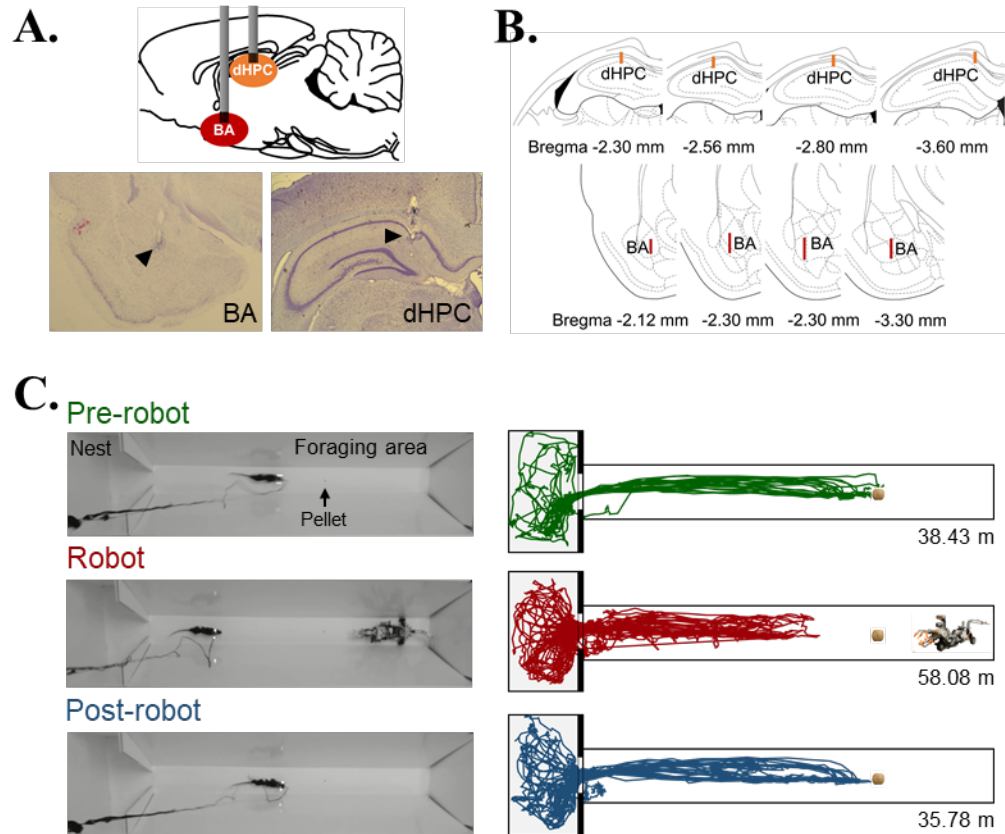 A.
dHPC
BA
BA
dHPC
B.
dHPC dHPC dHPC dHPC
Bregma -2.30 mm -2.56 mm -2.80 mm -3.60 mm
BA BA BA BA
Bregma -2.12 mm -2.30 mm -2.30 mm -3.30 mm
C.
Pre-robot
Nest Foraging area
Pellet
38.43 m
Robot
58.08 m
Post-robot
35.78 m